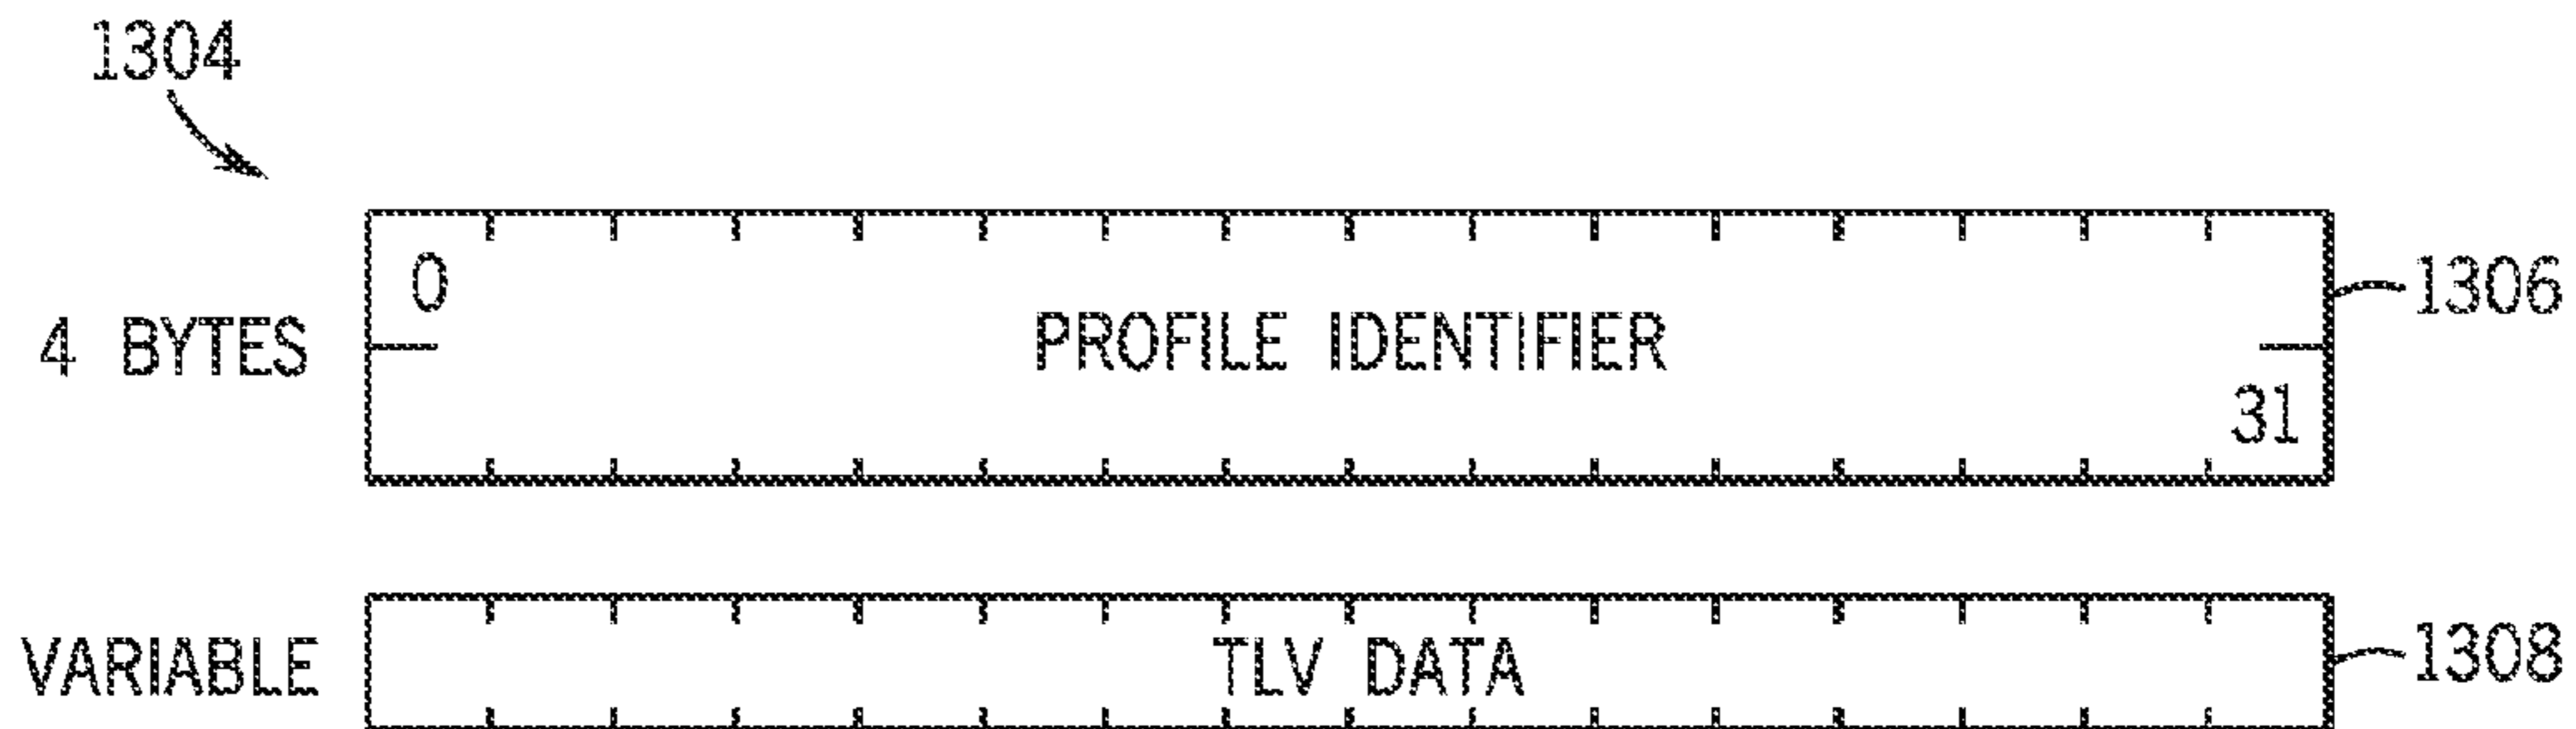 1304
0
1306
4 BYTES
PROFILE IDENTIFIER
31
VARIABLE
TLV DATA
1308